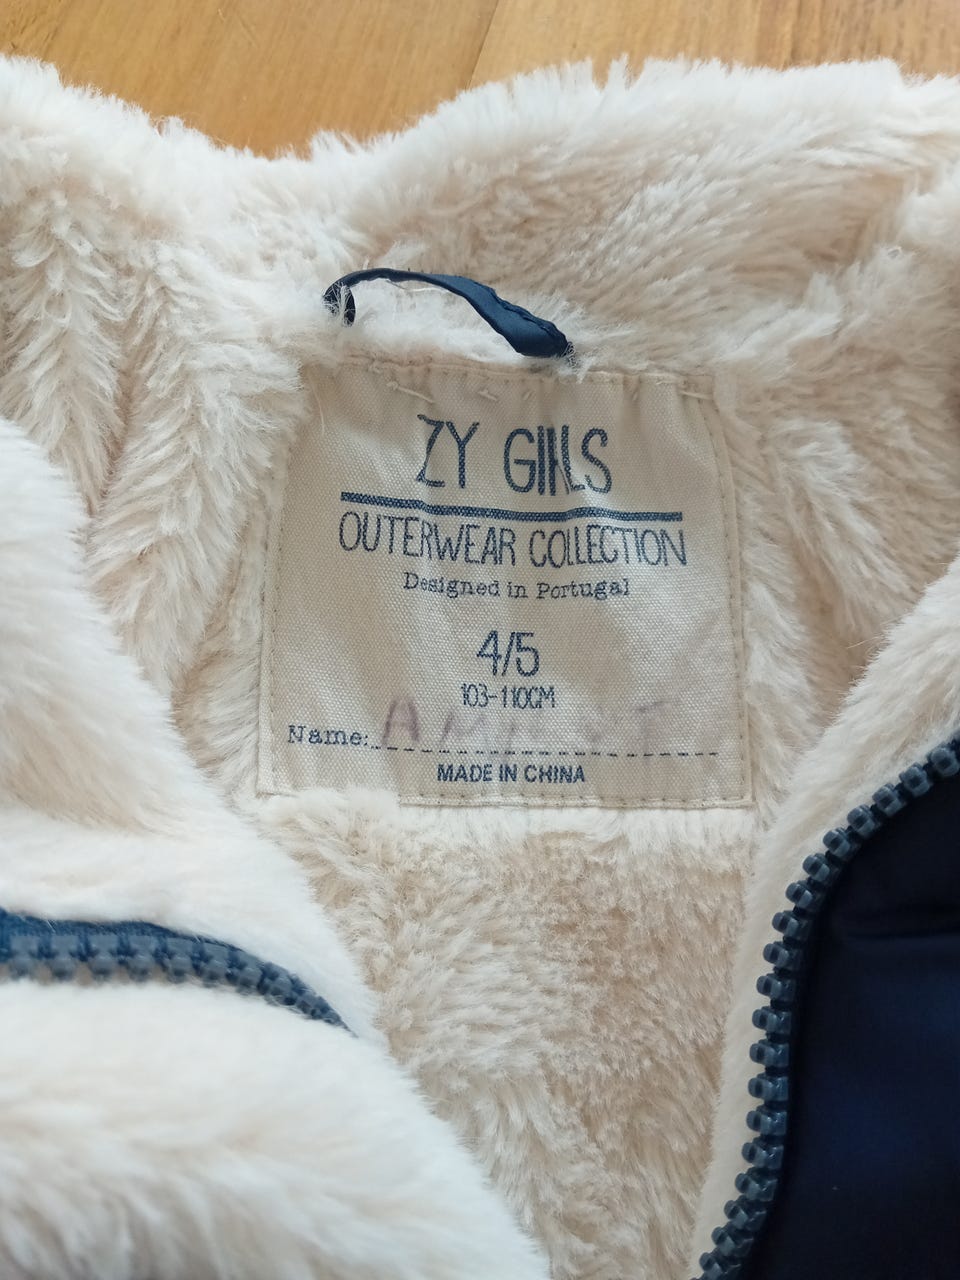 ZY GIRLS
OUTERWEAR COLLECTION
Designed in Portugal
4/5
103-110CM
Name:
MADE IN CHINA